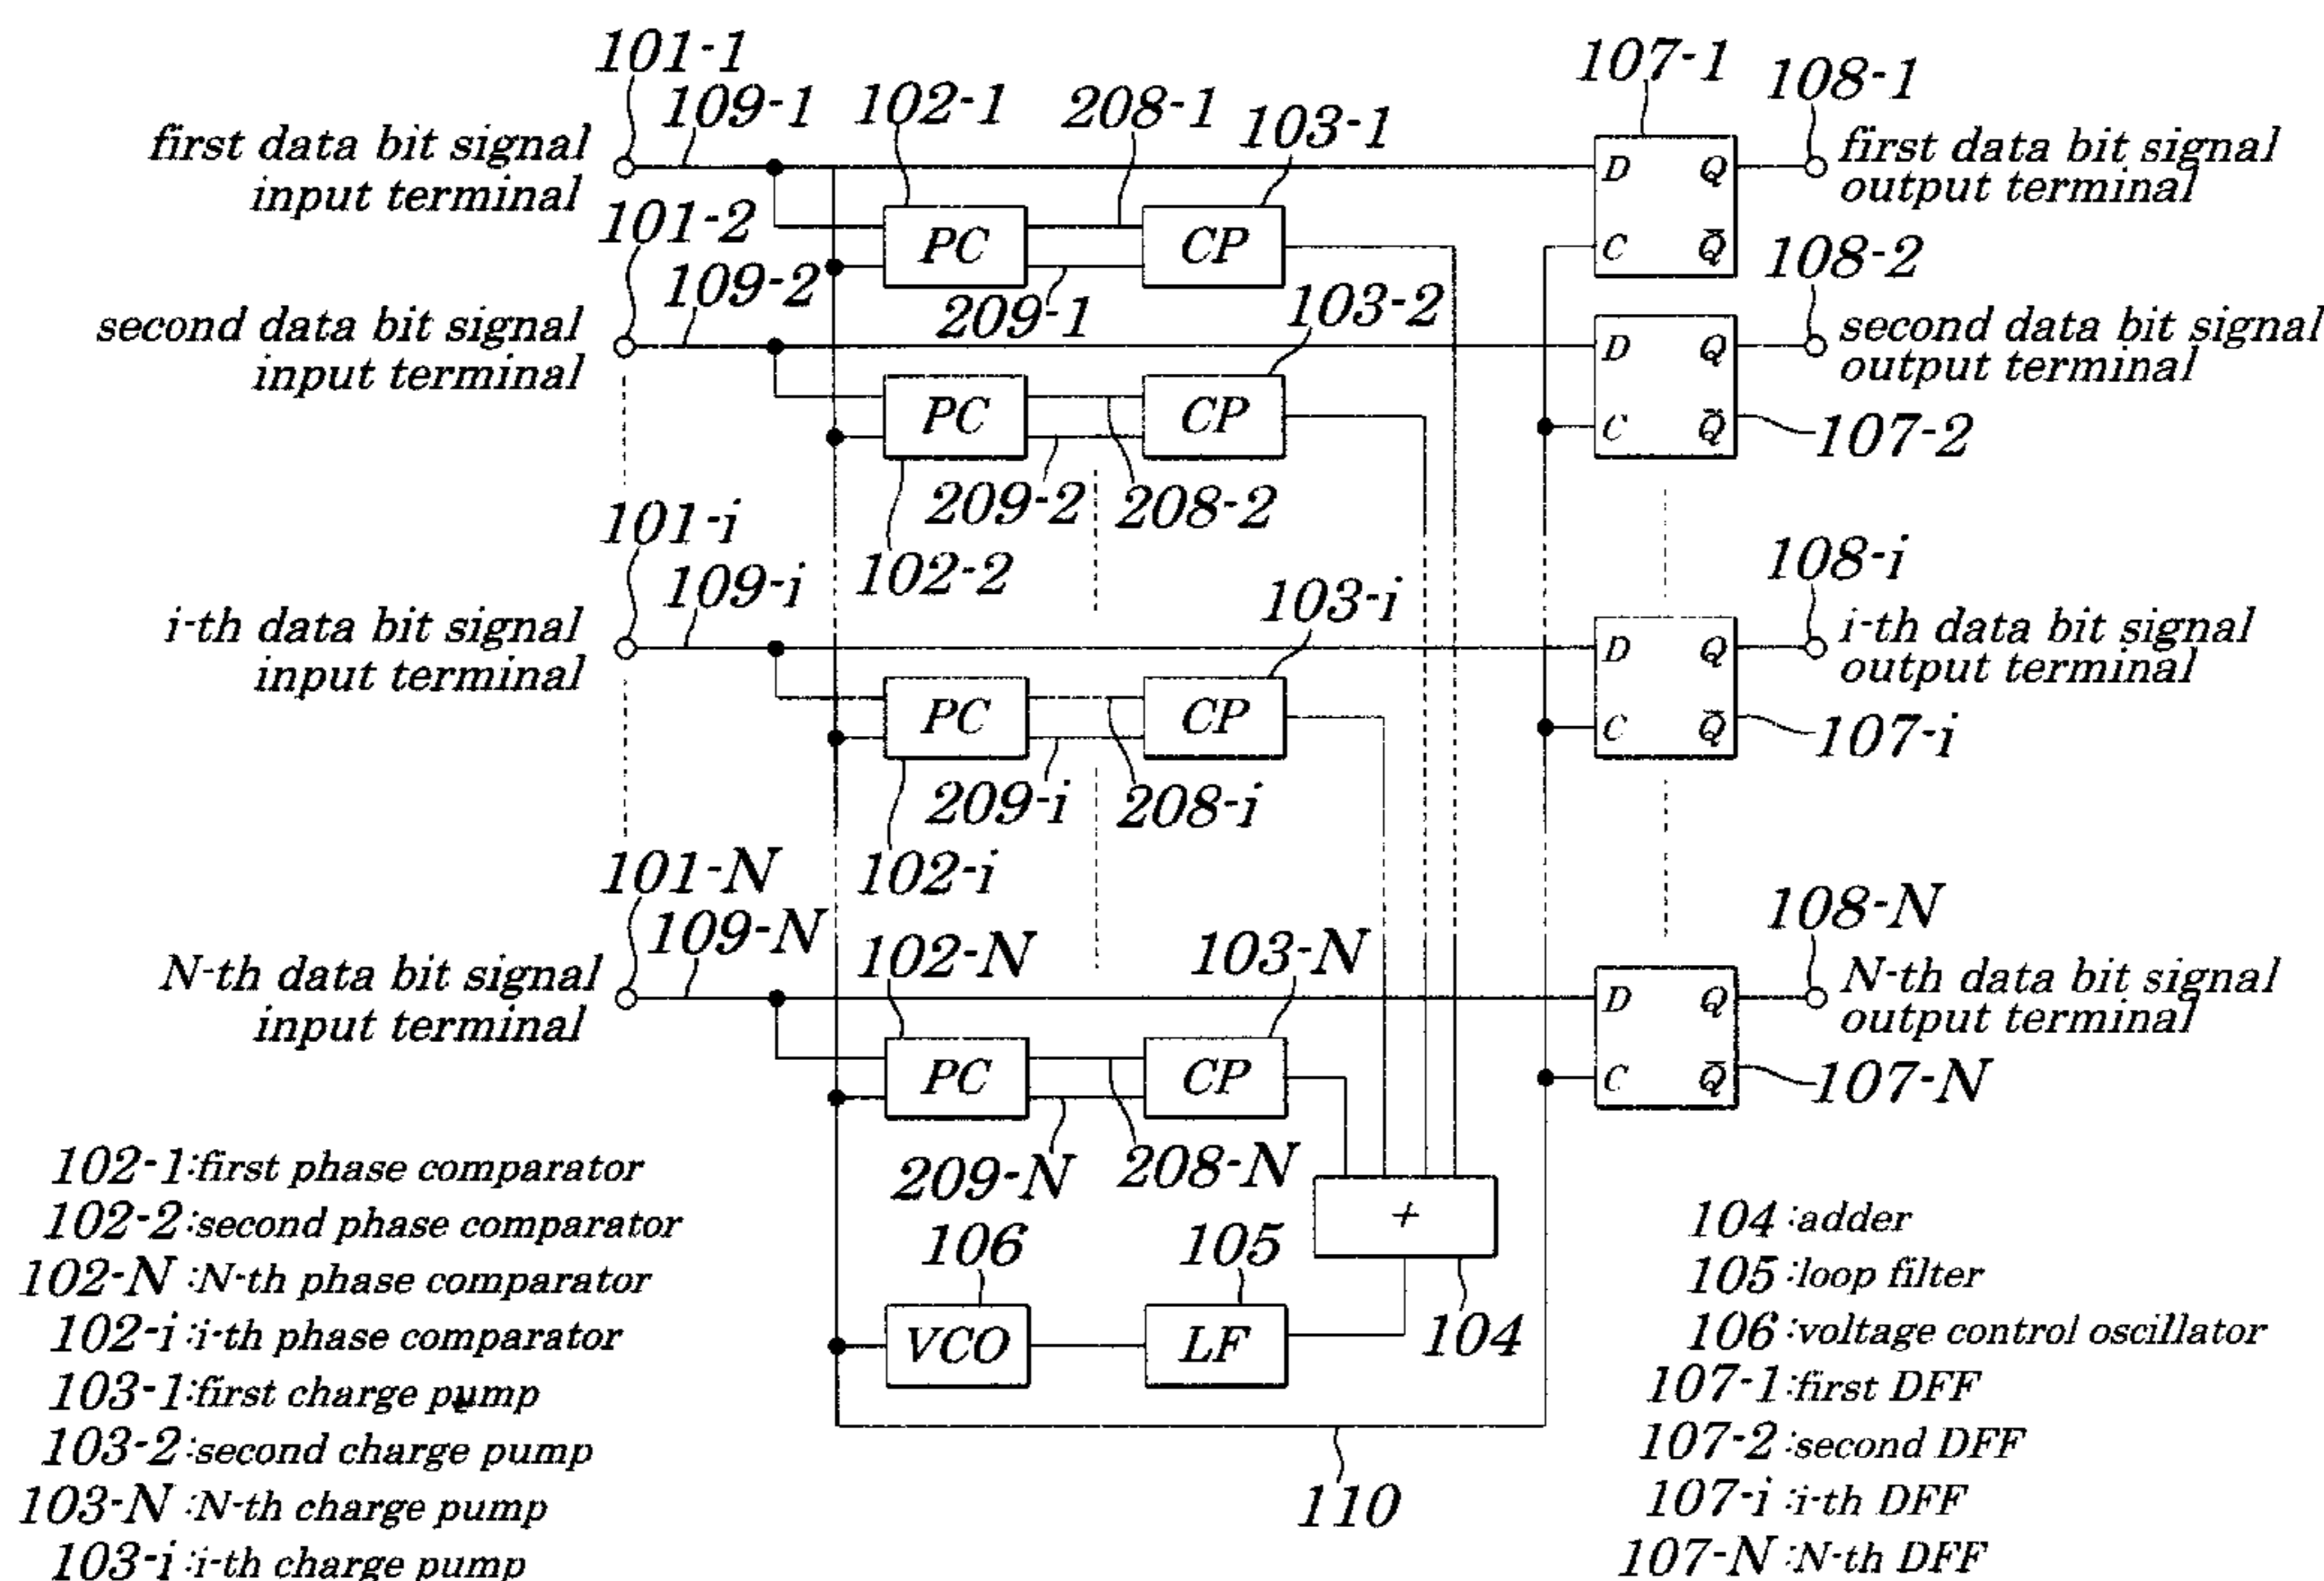 101-1
107-1
108-1
109-1
102-1
208-1
103-1
first data bit signal
input terminal
D
Q
first data bit signal
output terminal
101-2
PC
CP
C
Q̄
108-2
109-2
209-1
103-2
second data bit signal
input terminal
D
Q
second data bit signal
output terminal
PC
CP
C
Q̄
107-2
209-2
208-2
101-i
102-2
108-i
109-i
103-i
i-th data bit signal
input terminal
D
Q
i-th data bit signal
output terminal
PC
CP
C
Q̄
107-i
209-i
208-i
101-N
102-i
108-N
109-N
102-N
103-N
N-th data bit signal
input terminal
D
Q
N-th data bit signal
output terminal
PC
CP
C
Q̄
107-N
209-N
208-N
+
106
105
104
VCO
LF
110
102-1:first phase comparator
102-2:second phase comparator
102-N:N-th phase comparator
102-i:i-th phase comparator
103-1:first charge pump
103-2:second charge pump
103-N:N-th charge pump
103-i:i-th charge pump
104:adder
105:loop filter
106:voltage control oscillator
107-1:first DFF
107-2:second DFF
107-i:i-th DFF
107-N:N-th DFF